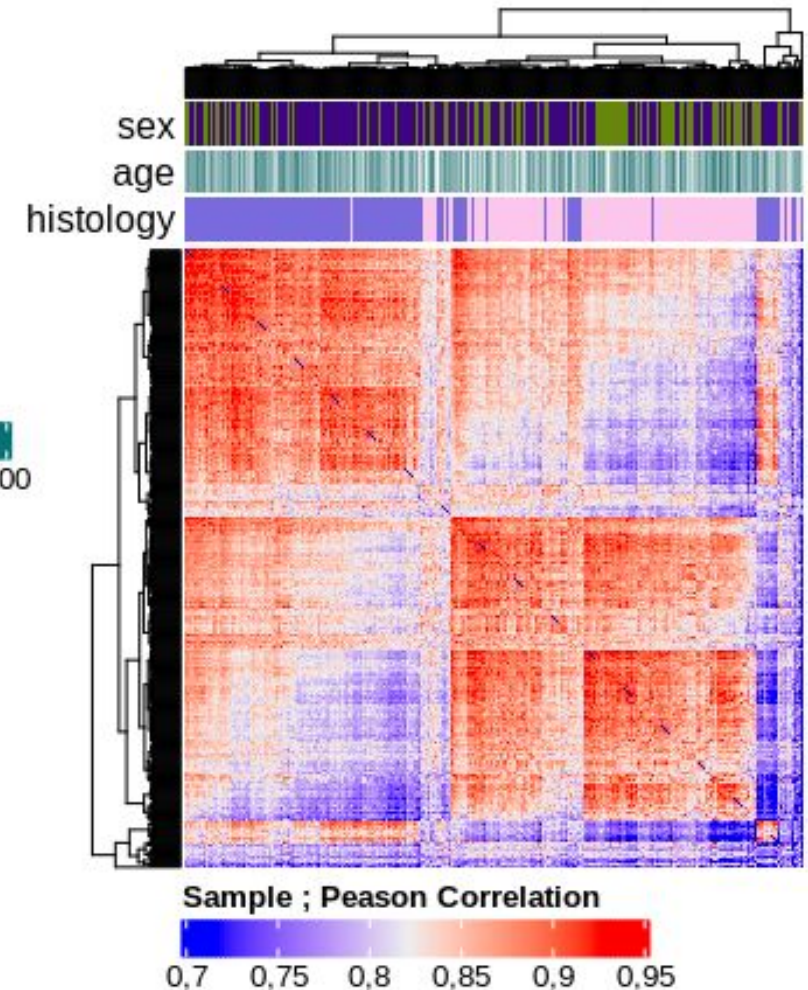 sex
age
histology
00
Sample ; Peason Correlation
0,7 0,75 0,8 0,85 0,9 0,95